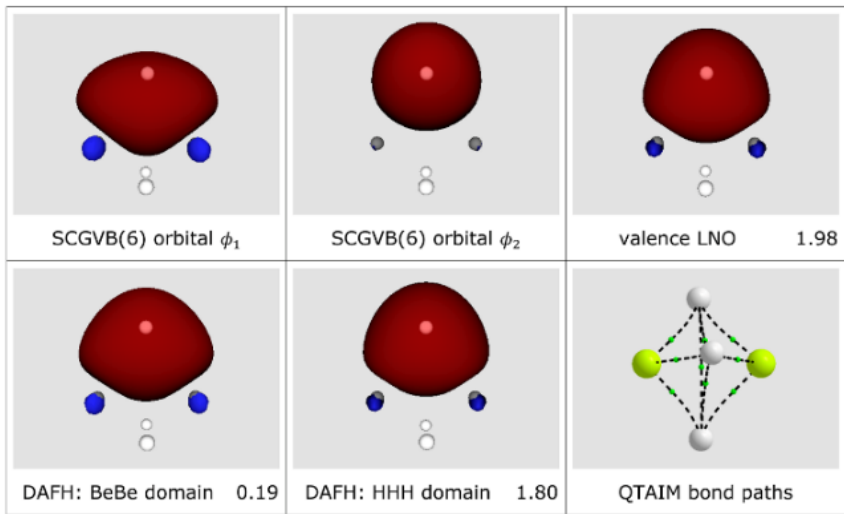 SCGVB(6) orbital ϕ₁
SCGVB(6) orbital ϕ₂
valence LNO 1.98
DAFH: BeBe domain 0.19
DAFH: HHH domain 1.80
QTAIM bond paths